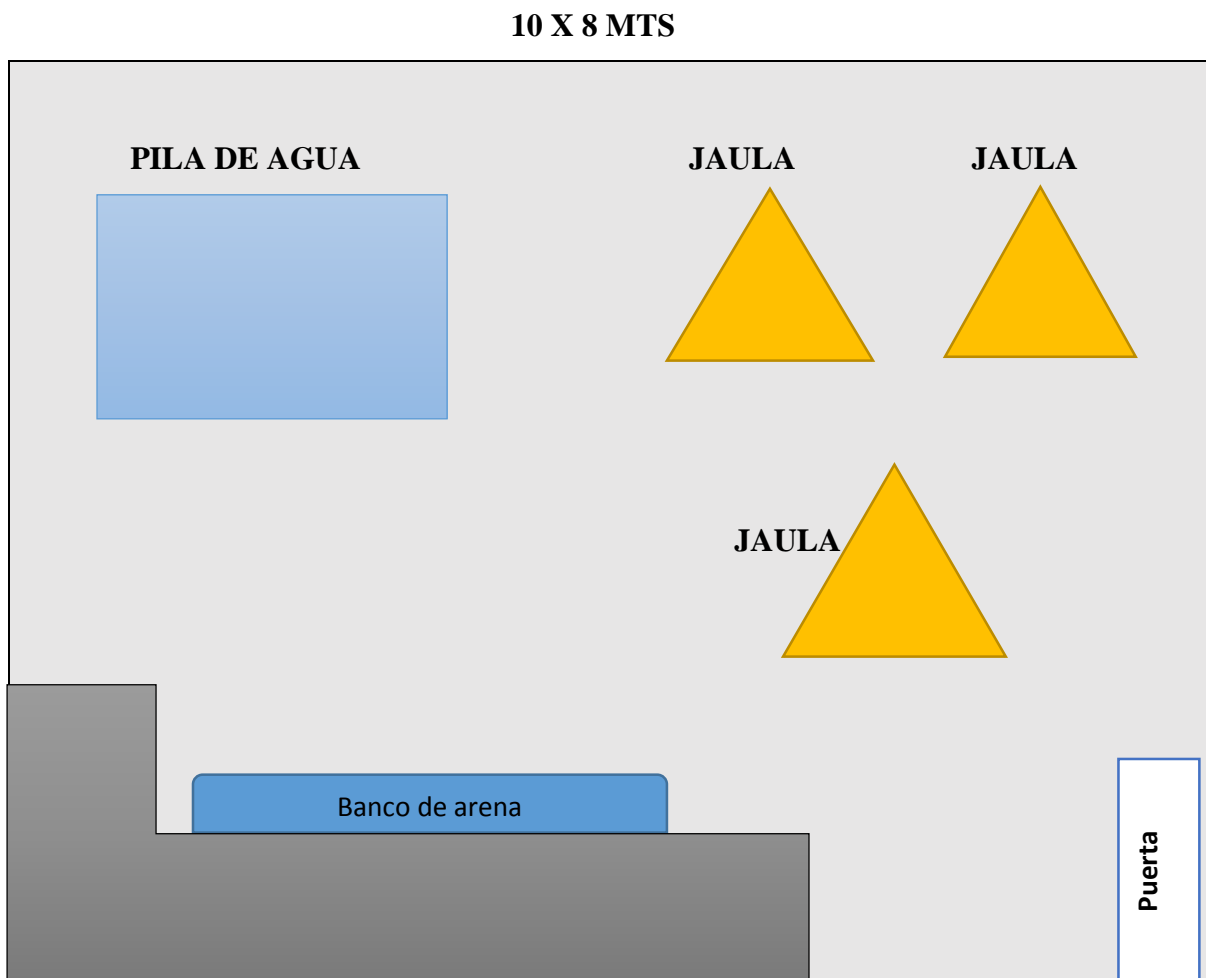 10 X 8 MTS
PILA DE AGUA
JAULA
JAULA
JAULA
Banco de arena
Puerta